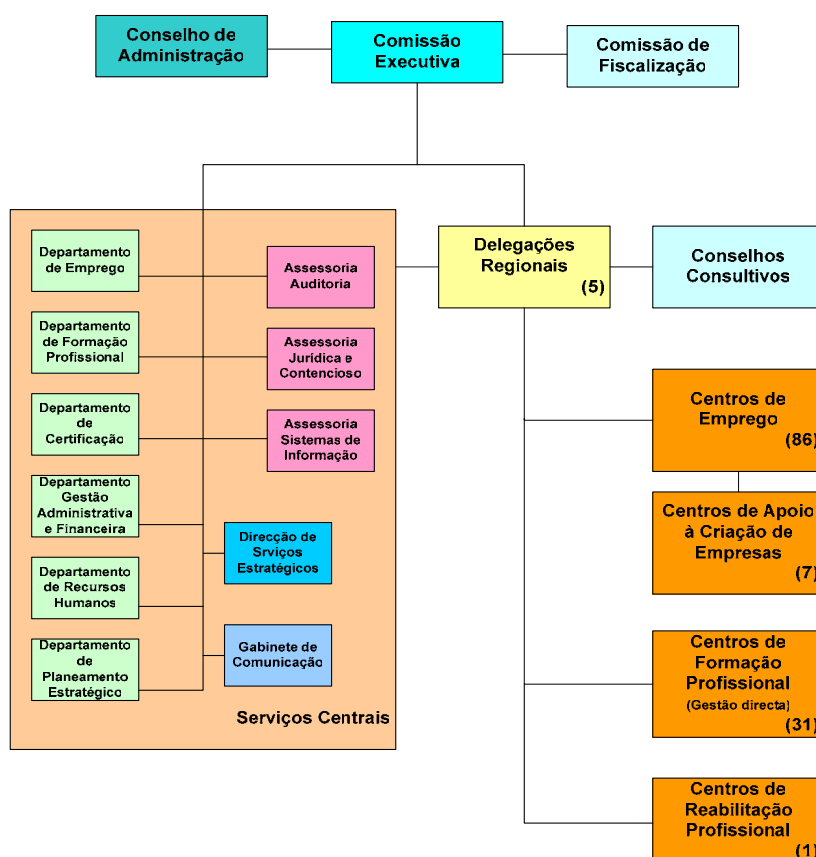 Conselho de
Administração
Comissão
Executiva
Comissão de
Fiscalização
Departamento
de Emprego
Assessoria
Auditoria
Delegações
Regionais
(5)
Conselhos
Consultivos
Departamento
de Formação
Profissional
Assessoria
Jurídica e
Contencioso
Departamento
de
Certificação
Assessoria
Sistemas de
Informação
Centros de
Emprego
(86)
Departamento
Gestão
Administrativa
e Financeira
Direcção de
Srviços
Estratégicos
Centros de Apoio
à Criação de
Empresas
(7)
Departamento
de Recursos
Humanos
Departamento
de
Planeamento
Estratégico
Gabinete de
Comunicação
Serviços Centrais
Centros de
Formação
Profissional
(Gestão directa)
(31)
Centros de
Reabilitação
Profissional
(1)